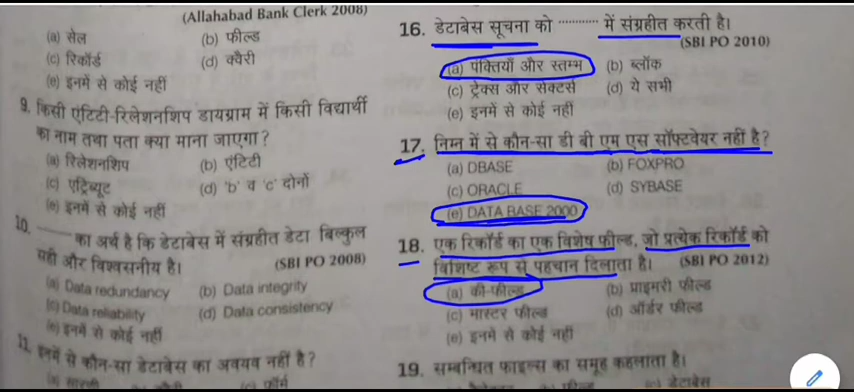 (Allahabad Bank Clerk 2008)
(a) सेल (b) फील्ड
(c) रिकॉर्ड (d) क्वैरी
(e) इनमें से कोई नहीं
9. किसी एंटिटी-रिलेशनशिप डायग्राम में किसी विद्यार्थी
का नाम तथा पता क्या माना जाएगा?
(a) रिलेशनशिप (b) एंटिटी
(c) एट्रिब्यूट (d) 'b' व 'c' दोनों
(e) इनमें से कोई नहीं
10. ........ का अर्थ है कि डेटाबेस में संग्रहीत डेटा बिल्कुल
सही और विश्वसनीय है। (SBI PO 2008)
(a) Data redundancy (b) Data integrity
(c) Data reliability (d) Data consistency
(e) इनमें से कोई नहीं
11. इनमें से कौन-सा डेटाबेस का अवयव नहीं है?
(c) फॉर्म
16. डेटाबेस सूचना को ............ में संग्रहीत करती है।
(SBI PO 2010)
(a) पंक्तियाँ और स्तम्भ (b) ब्लॉक
(c) ट्रेक्स और सेक्टर्स (d) ये सभी
(e) इनमें से कोई नहीं
17. निम्न में से कौन-सा डी बी एम एस सॉफ्टवेयर नहीं है?
(a) DBASE (b) FOXPRO
(c) ORACLE (d) SYBASE
(e) DATA BASE 2000
18. एक रिकॉर्ड का एक विशेष फील्ड, जो प्रत्येक रिकॉर्ड को
विशिष्ट रूप से पहचान दिलाता है। (SBI PO 2012)
(a) की-फील्ड (b) प्राइमरी फील्ड
(c) मास्टर फील्ड (d) ऑर्डर फील्ड
(e) इनमें से कोई नहीं
19. सम्बन्धित फाइल्स का समूह कहलाता है।
डेटाबेस